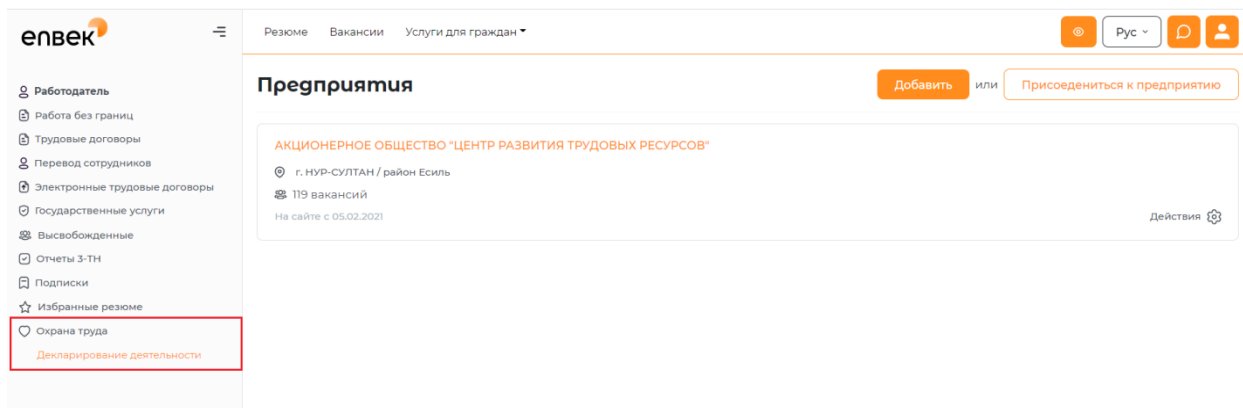 enвек
Резюме Вакансии Услуги для граждан
Рус
Работодатель
Работа без границ
Трудовые договоры
Перевод сотрудников
Электронные трудовые договоры
Государственные услуги
Высвобожденные
Отчеты 3-ТН
Подписки
Избранные резюме
Охрана труда
Декларирование деятельности
Предприятия
Добавить или Присоедениться к предприятию
АКЦИОНЕРНОЕ ОБЩЕСТВО "ЦЕНТР РАЗВИТИЯ ТРУДОВЫХ РЕСУРСОВ"
г. НУР-СУЛТАН / район Есиль
119 вакансий
На сайте с 05.02.2021
Действия